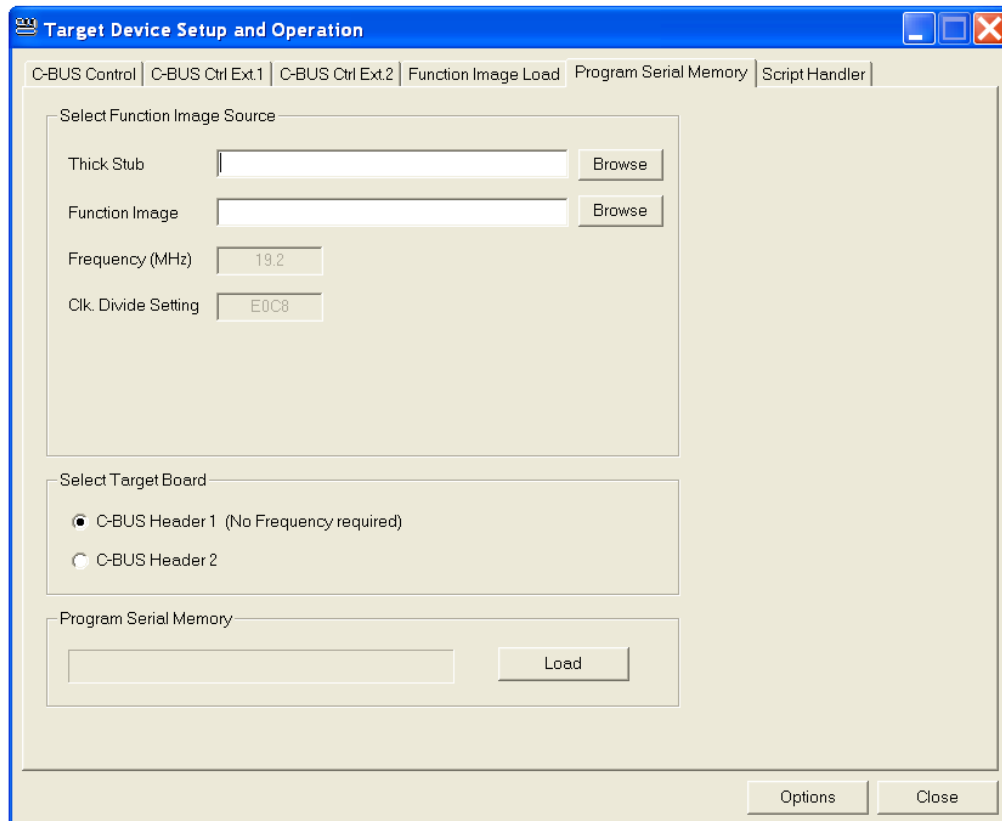 Target Device Setup and Operation
C-BUS Control C-BUS Ctrl Ext.1 C-BUS Ctrl Ext.2 Function Image Load Program Serial Memory Script Handler
Select Function Image Source
Thick Stub Browse
Function Image Browse
Frequency (MHz) 19.2
Clk. Divide Setting E0C8
Select Target Board
C-BUS Header 1 (No Frequency required)
C-BUS Header 2
Program Serial Memory
Load
Options Close